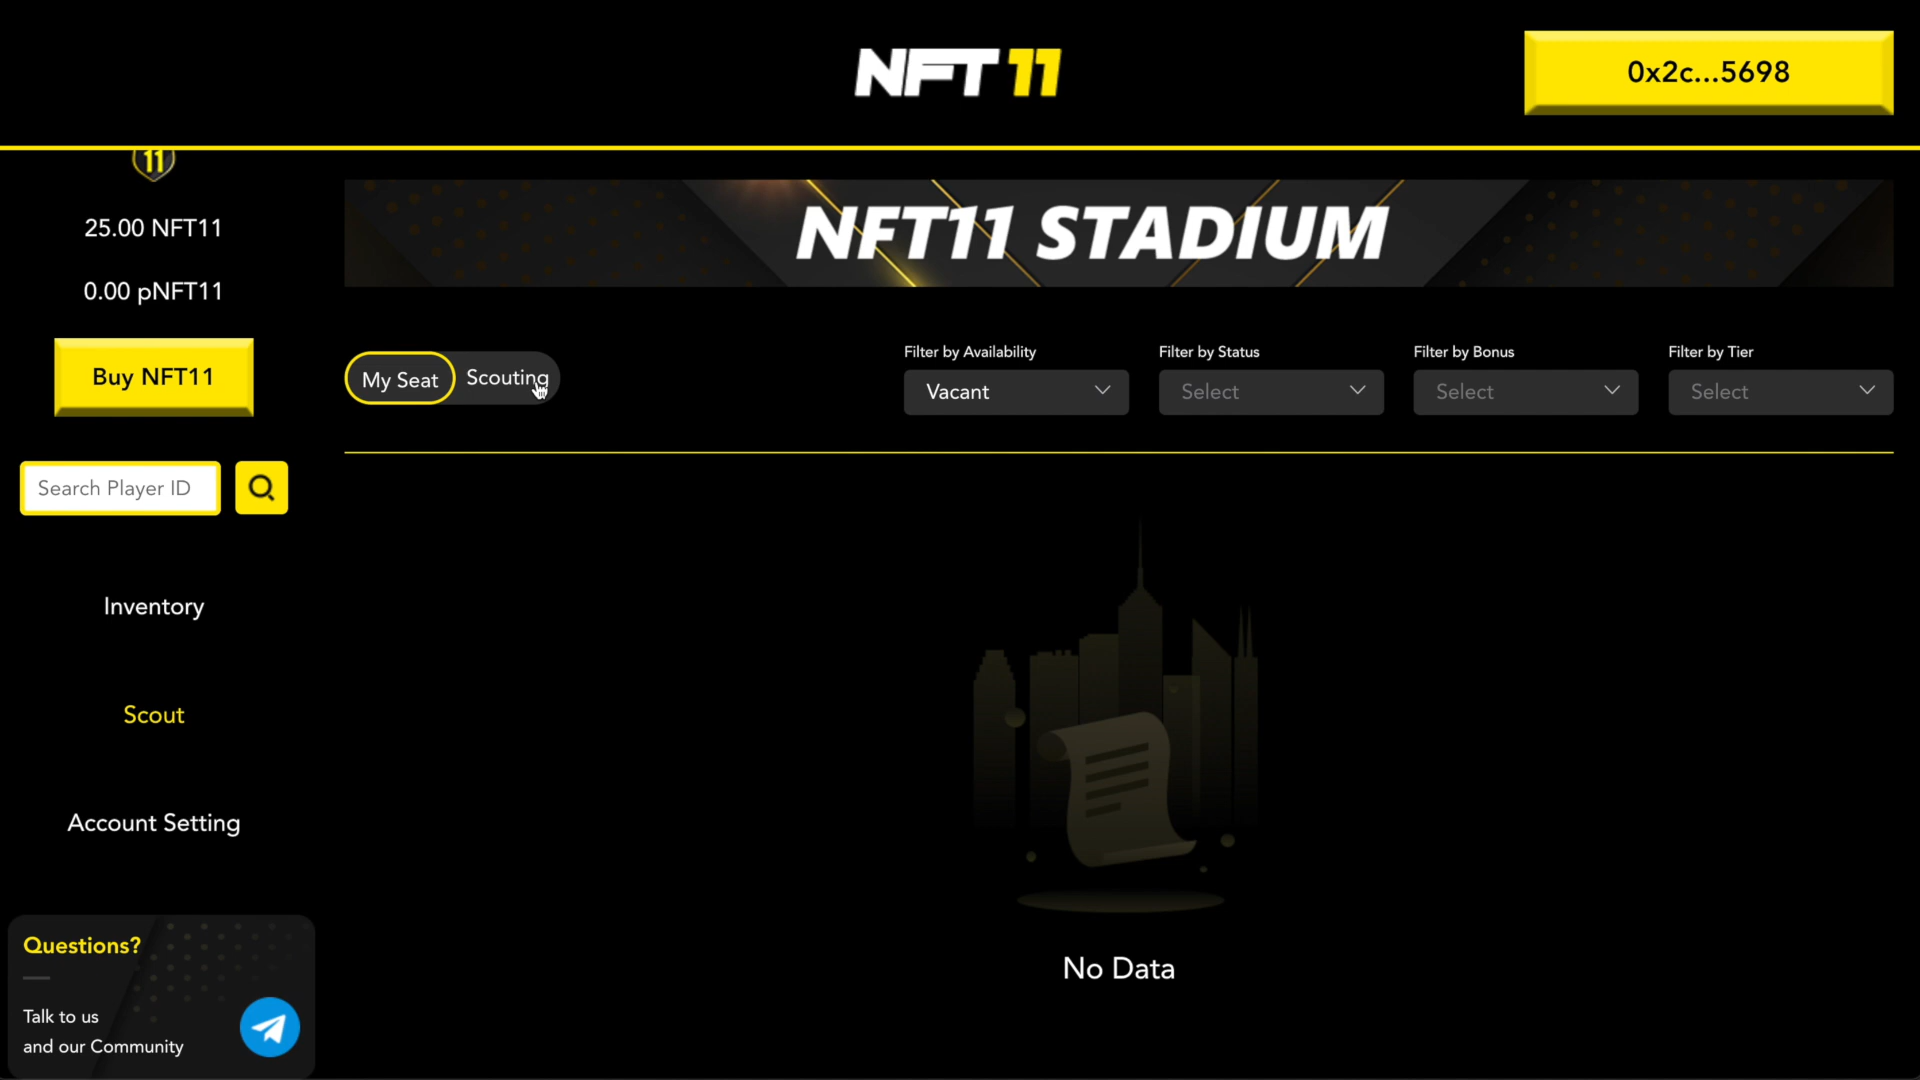 NFT 11
0x2c...5698
11
25.00 NFT11
0.00 pNFT11
Buy NFT11
Search Player ID
Inventory
Scout
Account Setting
Questions?
Talk to us
and our Community
NFT11 STADIUM
My Seat
Scouting
Filter by Availability
Vacant
Filter by Status
Select
Filter by Bonus
Select
Filter by Tier
Select
No Data